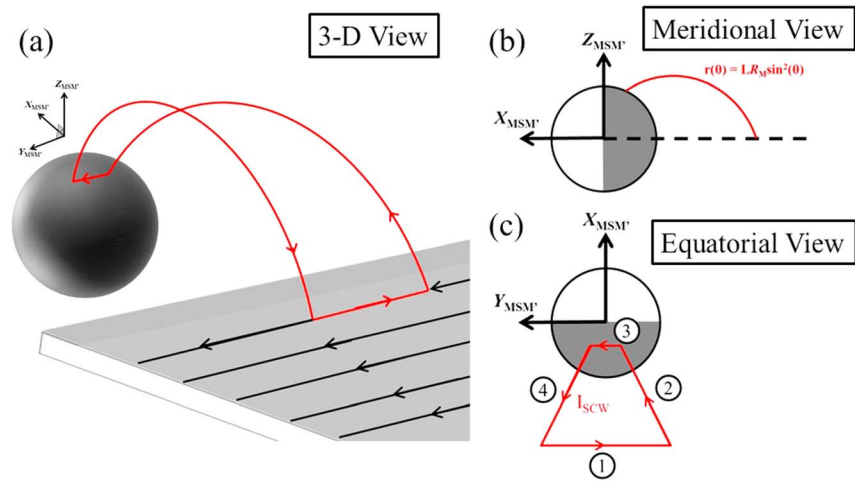 (a)
3-D View
Z_MSM'
X_MSM'
Y_MSM'
(b)
Meridional View
Z_MSM'
r(θ) = LR_M sin²(θ)
X_MSM'
(c)
X_MSM'
Equatorial View
Y_MSM'
③
④
②
I_SCW
①